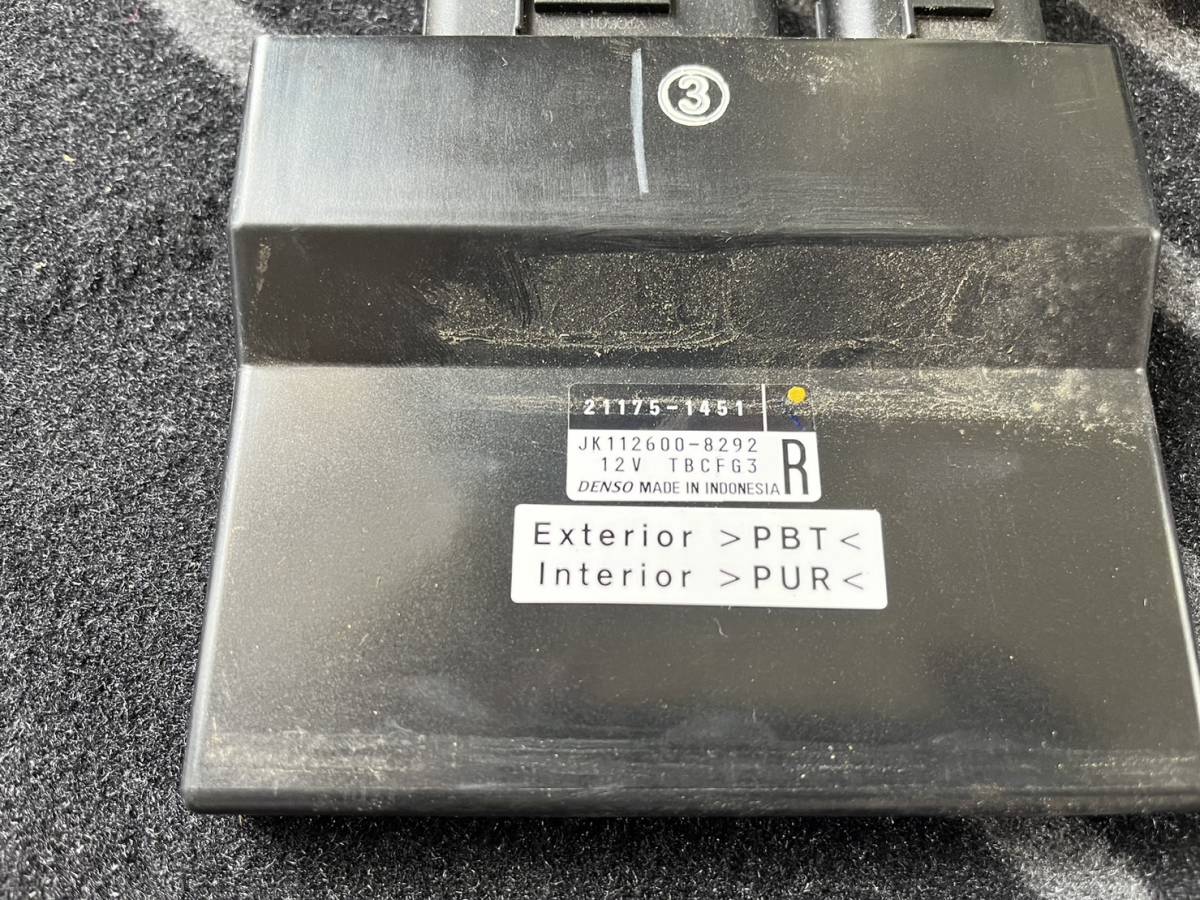 3
21175-1451
JK112600-8292
12V TBCFG3
R
DENSO MADE IN INDONESIA
Exterior >PBT<
Interior >PUR<